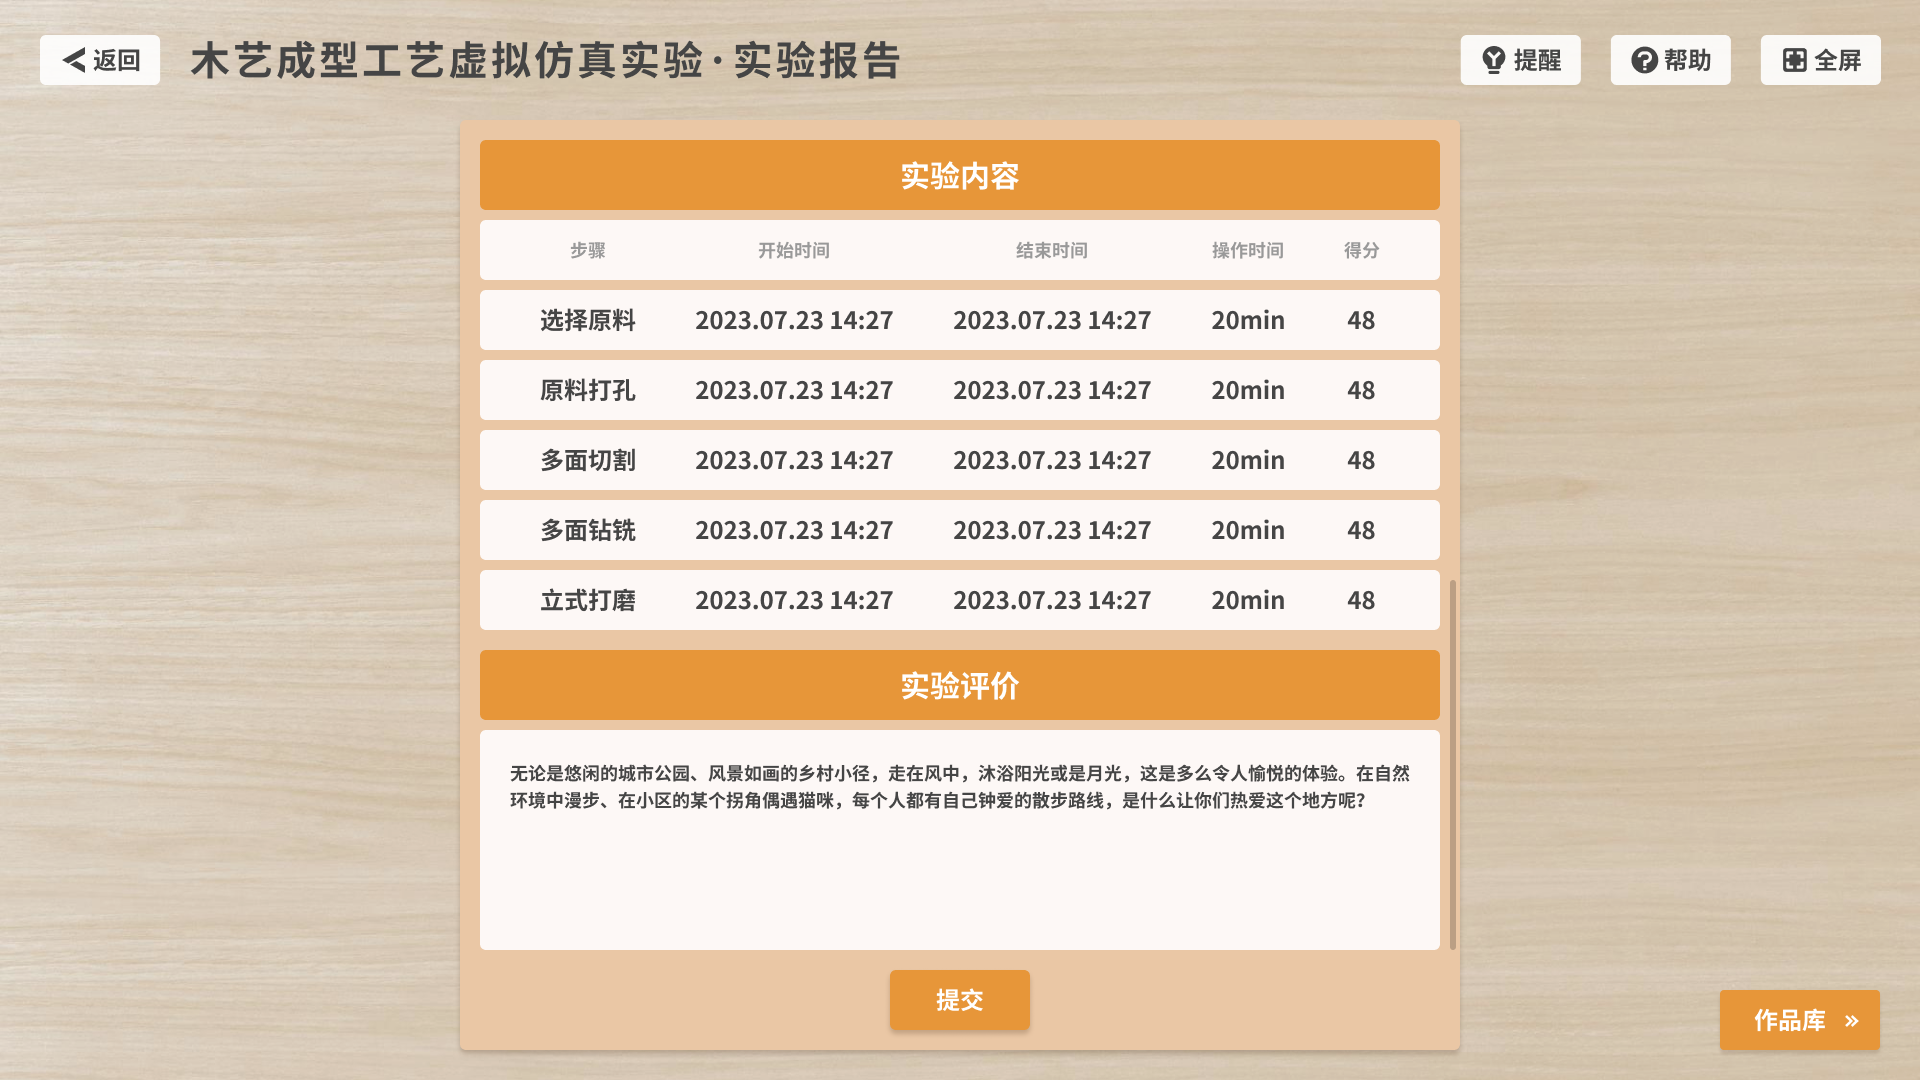 返回
木艺成型工艺虚拟仿真实验·实验报告
提醒
帮助
全屏
实验内容
步骤 开始时间 结束时间 操作时间 得分
选择原料 2023.07.23 14:27 2023.07.23 14:27 20min 48
原料打孔 2023.07.23 14:27 2023.07.23 14:27 20min 48
多面切割 2023.07.23 14:27 2023.07.23 14:27 20min 48
多面钻铣 2023.07.23 14:27 2023.07.23 14:27 20min 48
立式打磨 2023.07.23 14:27 2023.07.23 14:27 20min 48
实验评价
无论是悠闲的城市公园、风景如画的乡村小径，走在风中，沐浴阳光或是月光，这是多么令人愉悦的体验。在自然
环境中漫步、在小区的某个拐角偶遇猫咪，每个人都有自己钟爱的散步路线，是什么让你们热爱这个地方呢？
提交
作品库 »